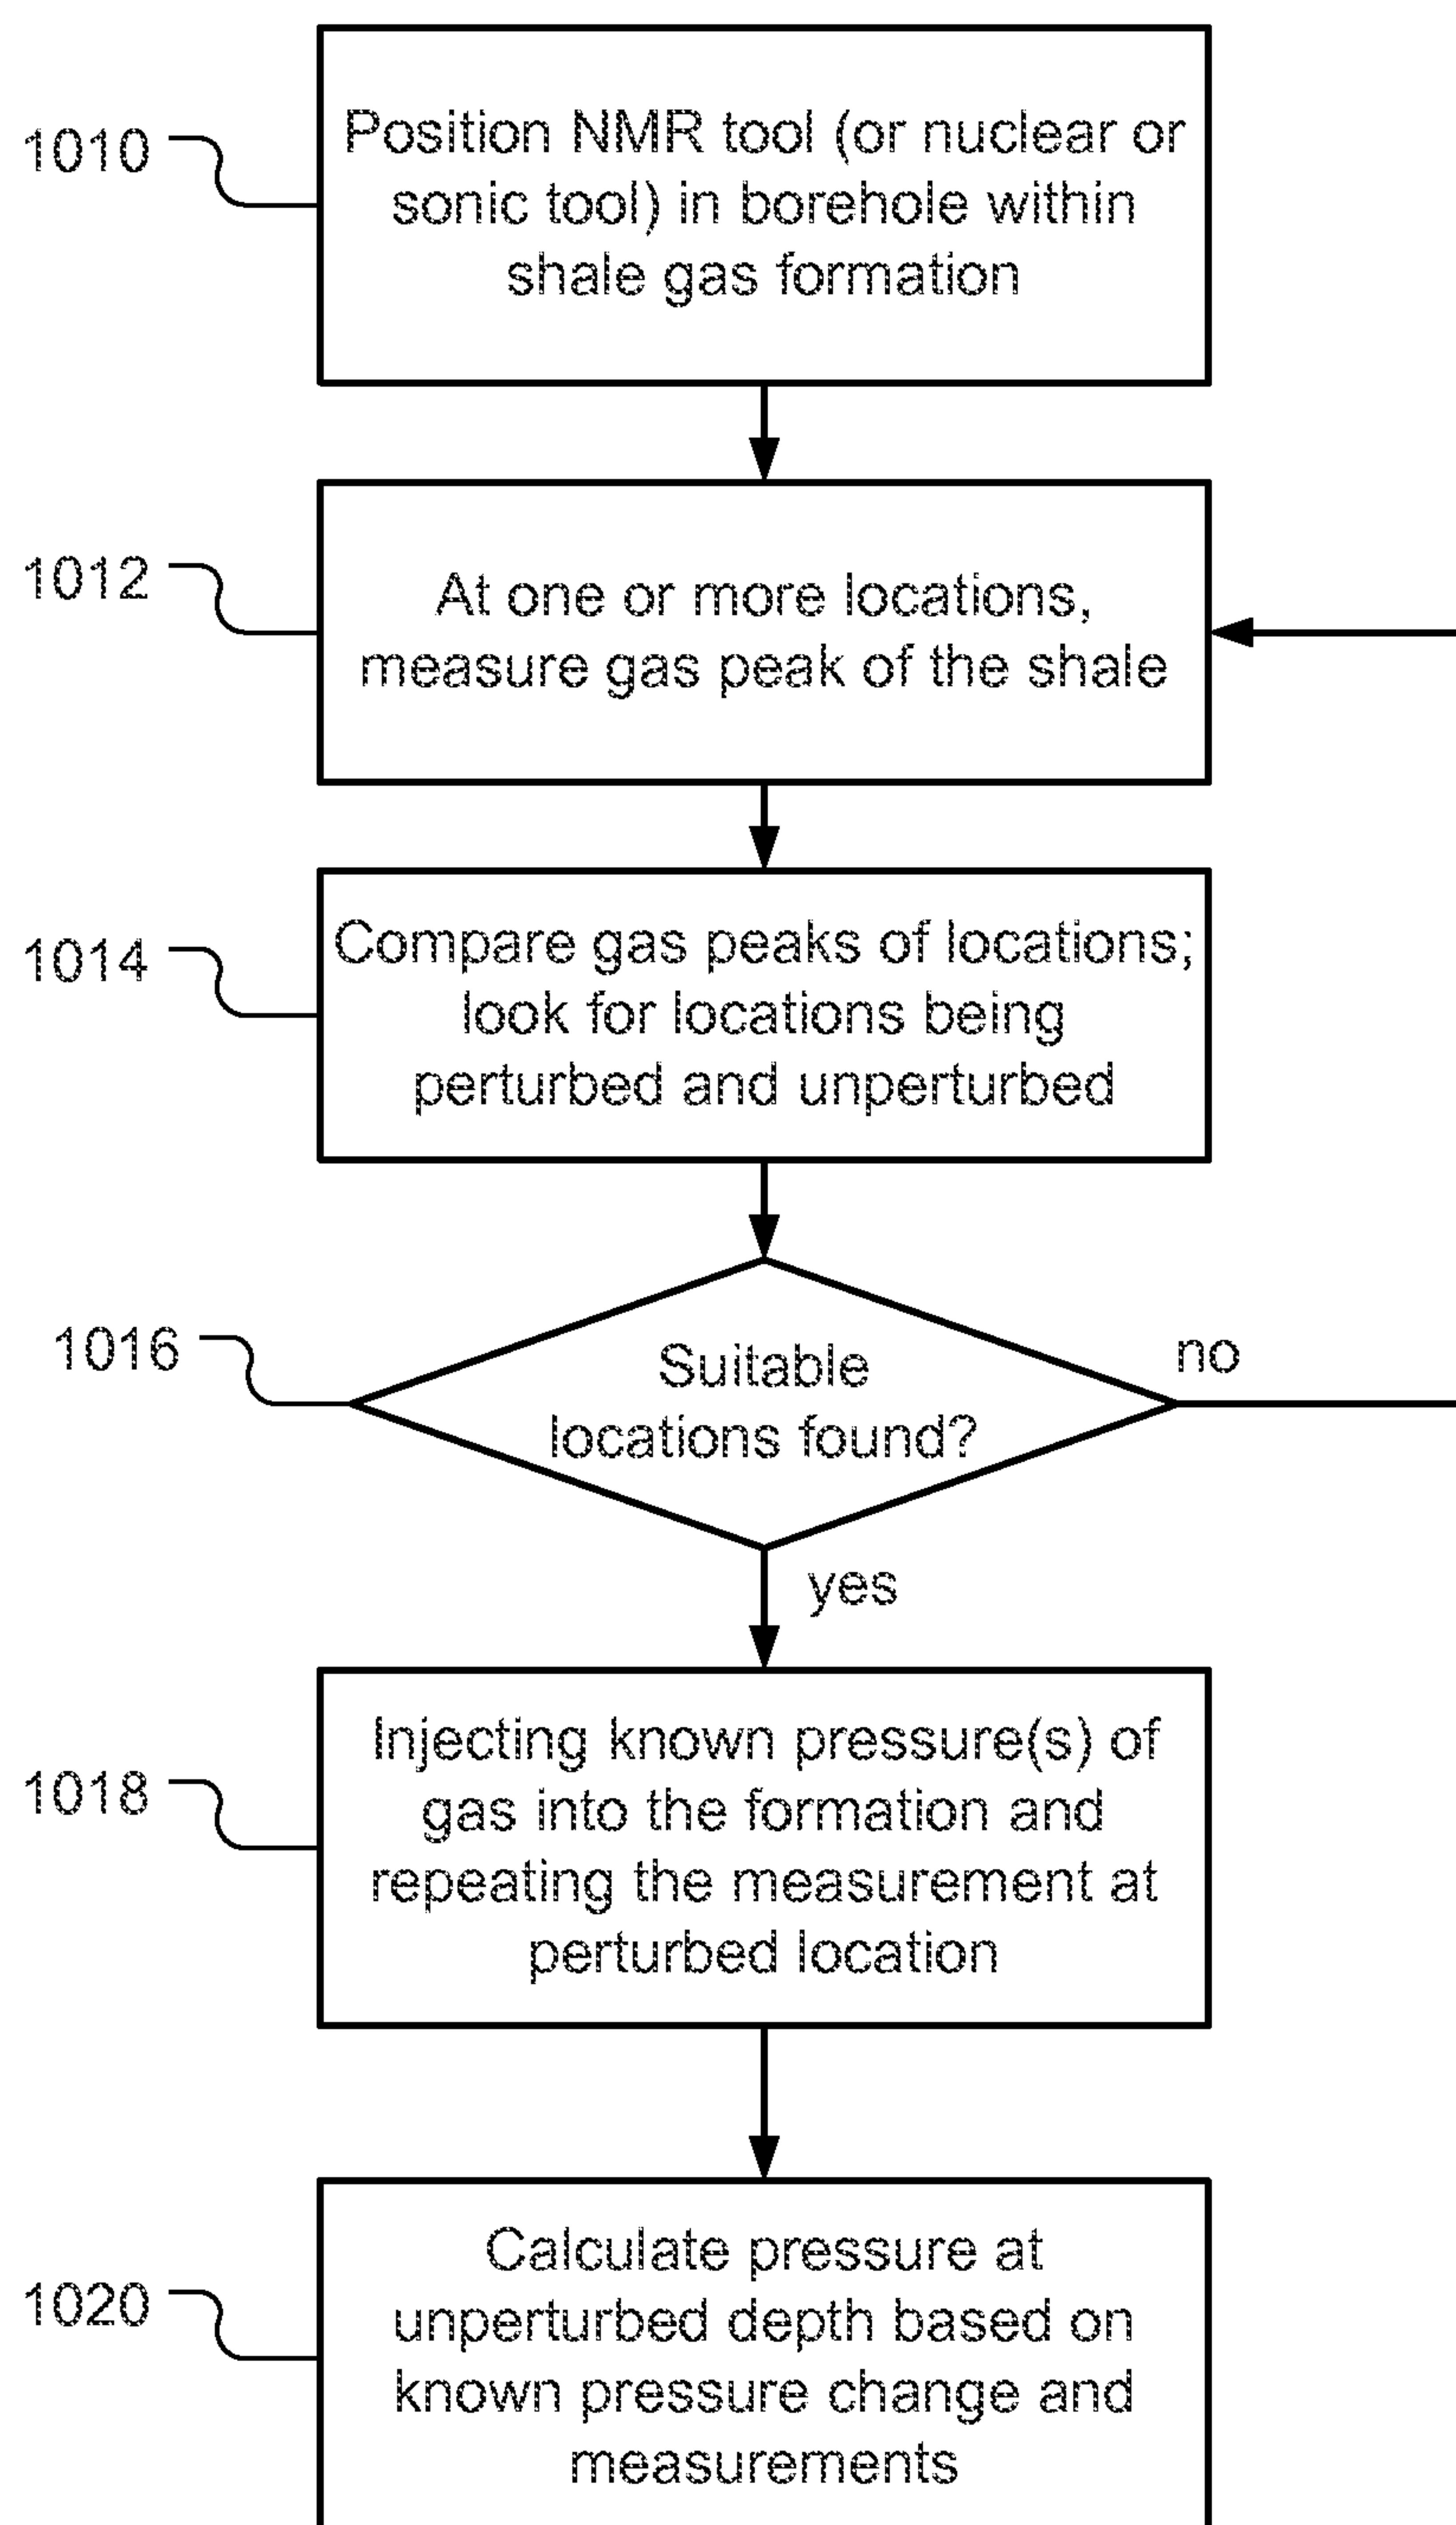 1010
Position NMR tool (or nuclear or
sonic tool) in borehole within
shale gas formation
1012
At one or more locations,
measure gas peak of the shale
1014
Compare gas peaks of locations;
look for locations being
perturbed and unperturbed
1016
Suitable
locations found?
no
yes
1018
Injecting known pressure(s) of
gas into the formation and
repeating the measurement at
perturbed location
1020
Calculate pressure at
unperturbed depth based on
known pressure change and
measurements